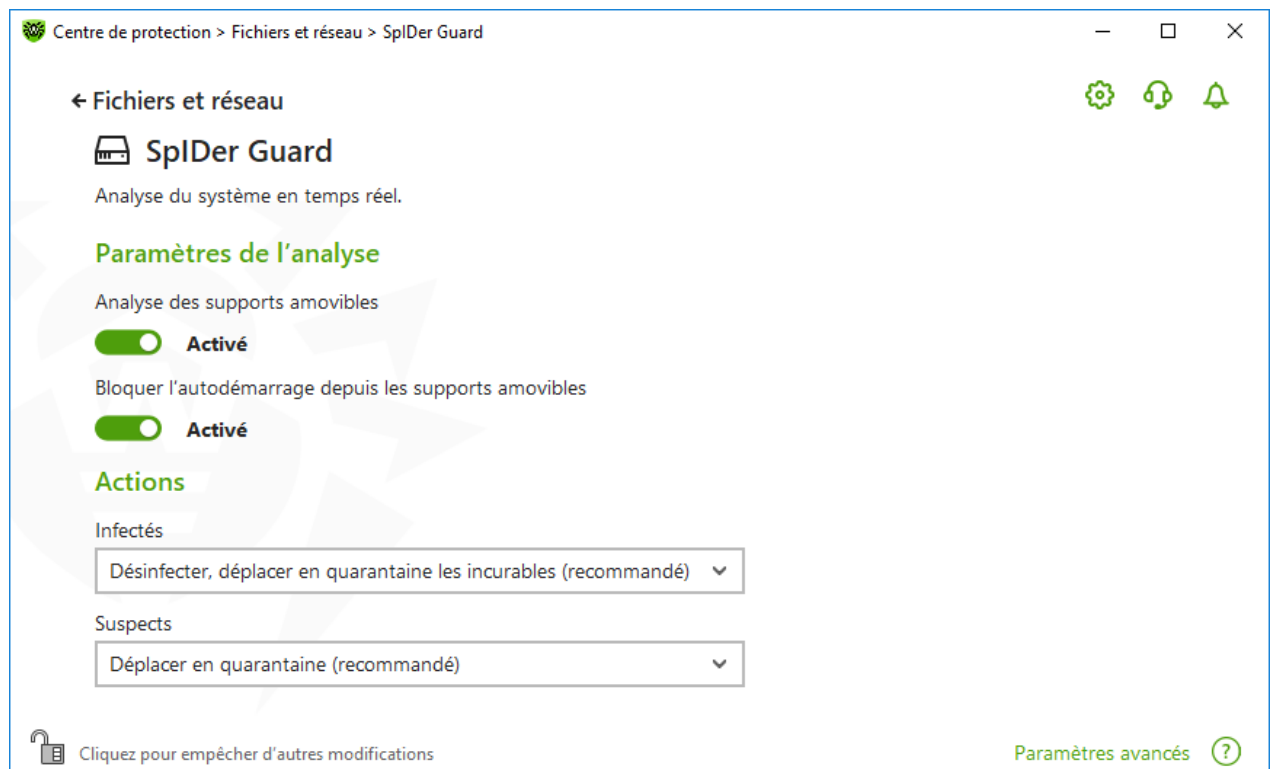 Centre de protection > Fichiers et réseau > SpIDer Guard
Fichiers et réseau
SpIDer Guard
Analyse du système en temps réel.
Paramètres de l’analyse
Analyse des supports amovibles
Activé
Bloquer l’autodémarrage depuis les supports amovibles
Activé
Actions
Infectés
Désinfecter, déplacer en quarantaine les incurables (recommandé)
Suspects
Déplacer en quarantaine (recommandé)
Cliquez pour empêcher d’autres modifications
Paramètres avancés ?